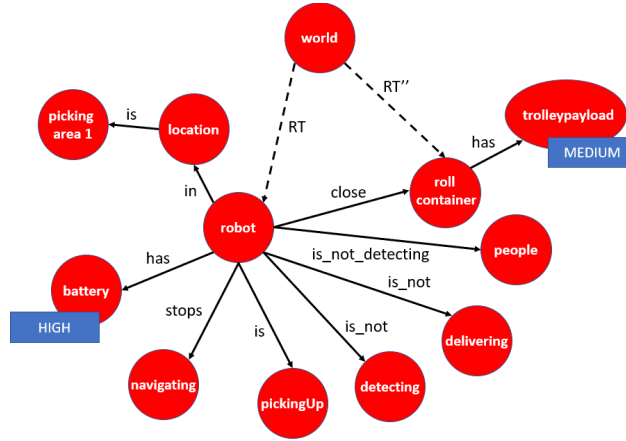 world
RT
RT’’
picking
area 1
is
location
in
trolleypayload
MEDIUM
has
roll
container
close
robot
is_not_detecting
people
has
battery
HIGH
is_not
delivering
stops
navigating
is
pickingUp
is_not
detecting